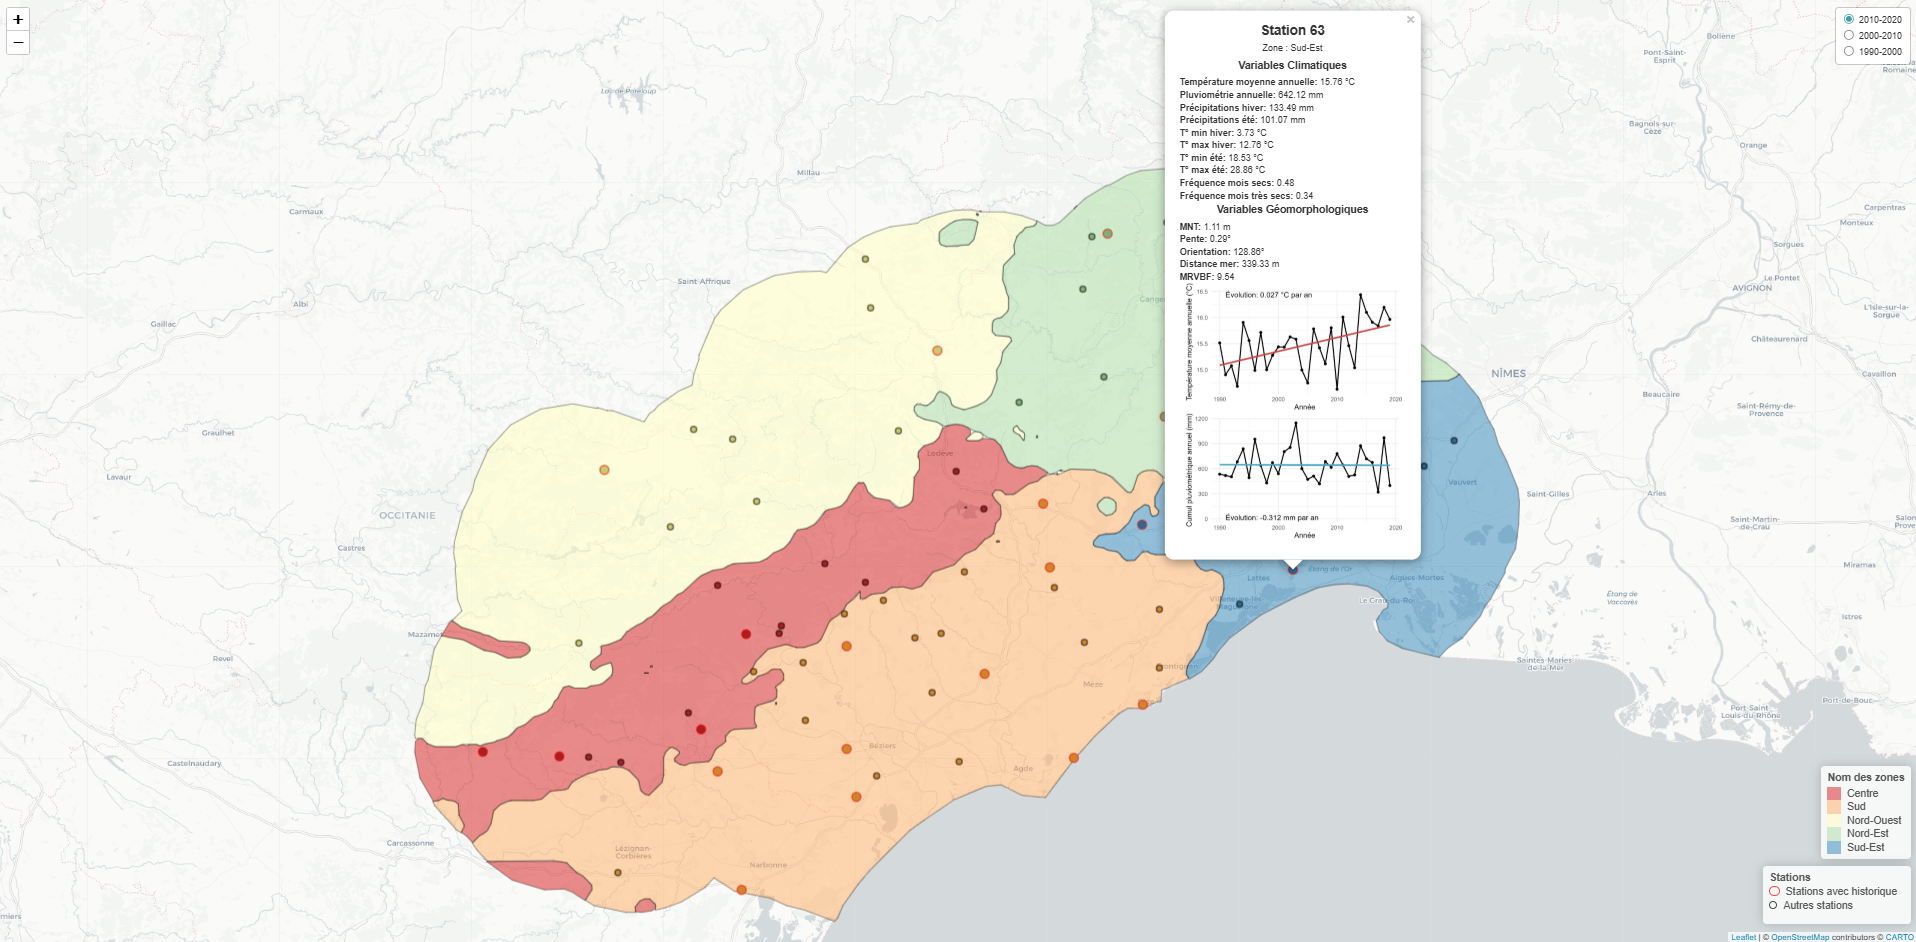 +
−
Station 63
×
Zone : Sud-Est
Variables Climatiques
Température moyenne annuelle: 15.76 °C
Pluviométrie annuelle: 642.12 mm
Précipitations hiver: 133.49 mm
Précipitations été: 101.07 mm
T° min hiver: 3.73 °C
T° max hiver: 12.76 °C
T° min été: 18.53 °C
T° max été: 28.86 °C
Fréquence mois secs: 0.48
Fréquence mois très secs: 0.34
Variables Géomorphologiques
MNT: 1.11 m
Pente: 0.29°
Orientation: 128.86°
Distance mer: 339.33 m
MRVBF: 9.54
Température moyenne annuelle (°C)
Évolution: 0.027 °C par an
16.5
16.0
15.5
15.0
1990
2000
2010
2020
Année
Cumul pluviométrique annuel (mm)
1200
900
600
300
0
Évolution: -0.312 mm par an
1990
2000
2010
2020
Année
2010-2020
2000-2010
1990-2000
Bollène
Pont-Saint-
Esprit
Romaine
Bagnols-sur-
Cèze
Orange
Carpentras
Monteux
Sorgues
Le Pontet
AVIGNON
L'Isle-sur-la-
Sorgue
Châteaurenard
Cavaillon
NÎMES
Beaucaire
Saint-Rémy-de-
Provence
Millau
Carmaux
Saint-Affrique
Albi
Gaillac
Graulhet
Lavaur
OCCITANIE
Castres
Mazamet
Revel
Castelnaudary
Carcassonne
Lodève
Vauvert
Saint-Gilles
Arles
Saint-Martin-
de-Crau
Salon
Prove
Miramas
Istres
Étang de
Vaccarès
Étang de l'Or
Lattes
Aigues-Mortes
Villeneuve-lès-
Maguelone
Le Grau-du-Ro
Saintes-Maries
de-la-Mer
Port-Saint
Louis-du-Rhône
Port-de-Bouc
Frontignan
Mèze
Béziers
Agde
Lézignan-
Corbières
Narbonne
miers
Nom des zones
Centre
Sud
Nord-Ouest
Nord-Est
Sud-Est
Stations
Stations avec historique
Autres stations
Leaflet | © OpenStreetMap contributors © CARTO